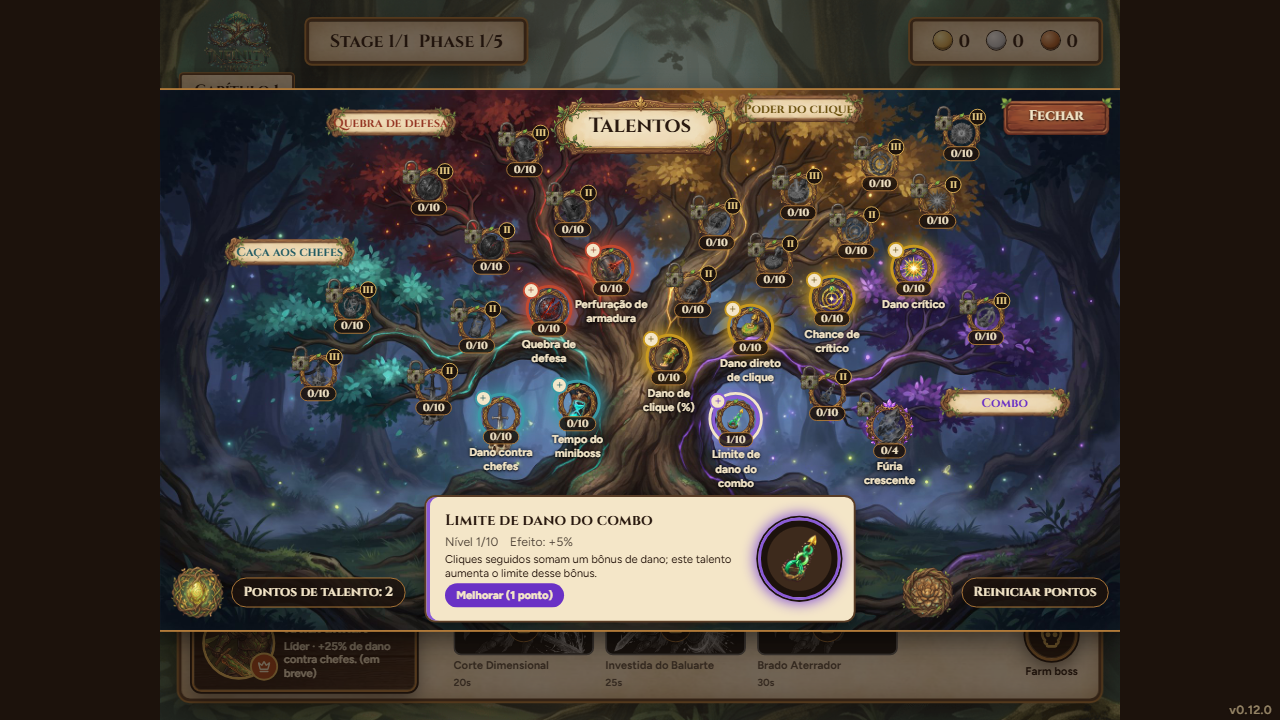 STAGE 1/1 PHASE 1/5
0 0 0
CAPÍTULO 1
QUEBRA DE DEFESA
TALENTOS
PODER DO CLIQUE
FECHAR
III
0/10
III
0/10
III
0/10
III
0/10
III
0/10
II
0/10
II
0/10
III
0/10
II
0/10
II
0/10
II
0/10
CAÇA AOS CHEFES
0/10
Perfuração de
armadura
0/10
Dano crítico
II
0/10
III
0/10
II
0/10
0/10
Quebra de
defesa
0/10
Chance de
crítico
III
0/10
0/10
Dano direto
de clique
III
0/10
II
0/10
0/10
Dano de
clique (%)
II
0/10
COMBO
0/10
Dano contra
chefes
0/10
Tempo do
miniboss
1/10
Limite de
dano do
combo
0/4
Fúria
crescente
LIMITE DE DANO DO COMBO
Nível 1/10 Efeito: +5%
Cliques seguidos somam um bônus de dano; este talento
aumenta o limite desse bônus.
Melhorar (1 ponto)
PONTOS DE TALENTO: 2
REINICIAR PONTOS
Líder · +25% de dano
contra chefes. (em
breve)
Corte Dimensional
20s
Investida do Baluarte
25s
Brado Aterrador
30s
Farm boss
v0.12.0